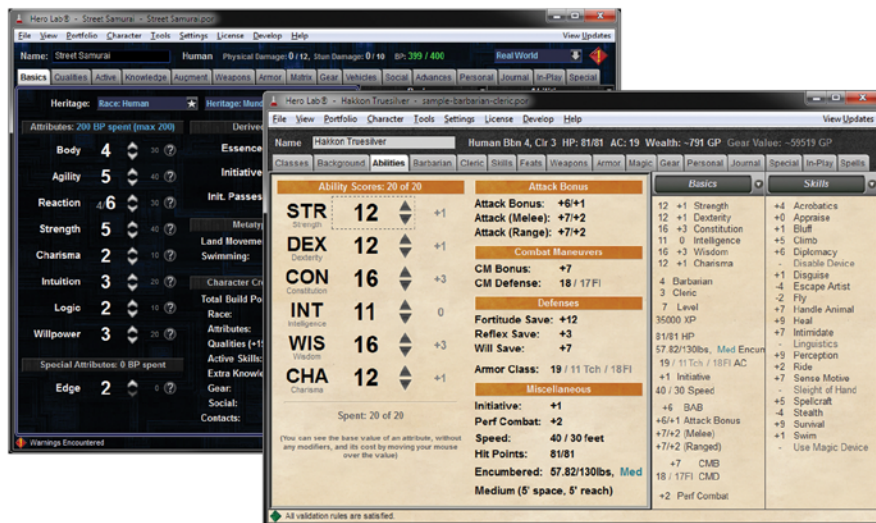 Hero Lab® - Street Samurai - Street Samurai.por
File View Portfolio Character Tools Settings License Develop Help View Updates
Name: Street Samurai Human Physical Damage: 0 / 12, Stun Damage: 0 / 10 BP: 399 / 400 Real World
Basics Qualities Active Knowledge Augment Weapons Armor Matrix Gear Vehicles Social Advances Personal Journal In-Play Special
Heritage: Race: Human
Attributes: 200 BP spent (max 200)
Body 4 30
Agility 5 40
Reaction 4/6 30
Strength 5 40
Charisma 2 10
Intuition 3 20
Logic 2 10
Willpower 3 20
Special Attributes: 0 BP spent
Edge 2 0
Essence
Initiative
Init. Passes
Land Movement
Swimming:
Race:
Attributes:
Active Skills:
Gear:
Social:
Contacts:
Warnings Encountered
Hero Lab® - Hakkon Truesilver - sample-barbarian-cleric.por
File View Portfolio Character Tools Settings License Develop Help View Updates
Name Hakkon Truesilver Human Bbn 4, Clr 3 HP: 81/81 AC: 19 Wealth: ~791 GP Gear Value: ~59519 GP
Classes Background Abilities Barbarian Cleric Skills Feats Weapons Armor Magic Gear Personal Journal Special In-Play Spells
Ability Scores: 20 of 20
STR 12 +1
Strength
DEX 12 +1
Dexterity
CON 16 +3
Constitution
INT 11 0
Intelligence
WIS 16 +3
Wisdom
CHA 12 +1
Charisma
Spent: 20 of 20
(You can see the base value of an attribute, without
any modifiers, and its cost by moving your mouse
over the value)
Attack Bonus
Attack Bonus: +6/+1
Attack (Melee): +7/+2
Attack (Range): +7/+2
Combat Maneuvers
CM Bonus: +7
CM Defense: 18 / 17Fl
Defenses
Fortitude Save: +12
Reflex Save: +3
Will Save: +7
Armor Class: 19 / 11 Tch / 18Fl
Miscellaneous
Initiative: +1
Perf Combat: +2
Speed: 40 / 30 feet
Hit Points: 81/81
Encumbered: 57.82/130lbs, Med
Medium (5' space, 5' reach)
Basics
12 +1 Strength
12 +1 Dexterity
16 +3 Constitution
11 0 Intelligence
16 +3 Wisdom
12 +1 Charisma
4 Barbarian
3 Cleric
7 Level
35000 XP
81/81 HP
57.82/130lbs, Med Encum
19 / 11 Tch / 18Fl AC
+1 Initiative
40 / 30 Speed
+6 BAB
+6/+1 Attack Bonus
+7/+2 (Melee)
+7/+2 (Ranged)
+7 CMB
18 / 17Fl CMD
+2 Perf Combat
Skills
+4 Acrobatics
+0 Appraise
+1 Bluff
+5 Climb
+6 Diplomacy
- Disable Device
+1 Disguise
-4 Escape Artist
-2 Fly
+7 Handle Animal
+9 Heal
+7 Intimidate
- Linguistics
+9 Perception
+2 Ride
+7 Sense Motive
- Sleight of Hand
+5 Spellcraft
-4 Stealth
+9 Survival
+1 Swim
- Use Magic Device
All validation rules are satisfied.